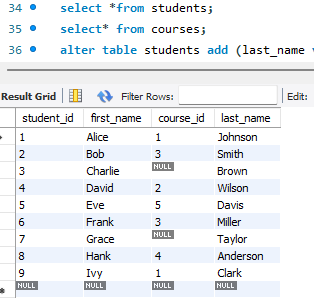 34 select *from students;
35 select* from courses;
36 alter table students add (last_name
Result Grid Filter Rows: Edit:
student_id first_name course_id last_name
1 Alice 1 Johnson
2 Bob 3 Smith
3 Charlie NULL Brown
4 David 2 Wilson
5 Eve 5 Davis
6 Frank 3 Miller
7 Grace NULL Taylor
8 Hank 4 Anderson
9 Ivy 1 Clark
NULL NULL NULL NULL